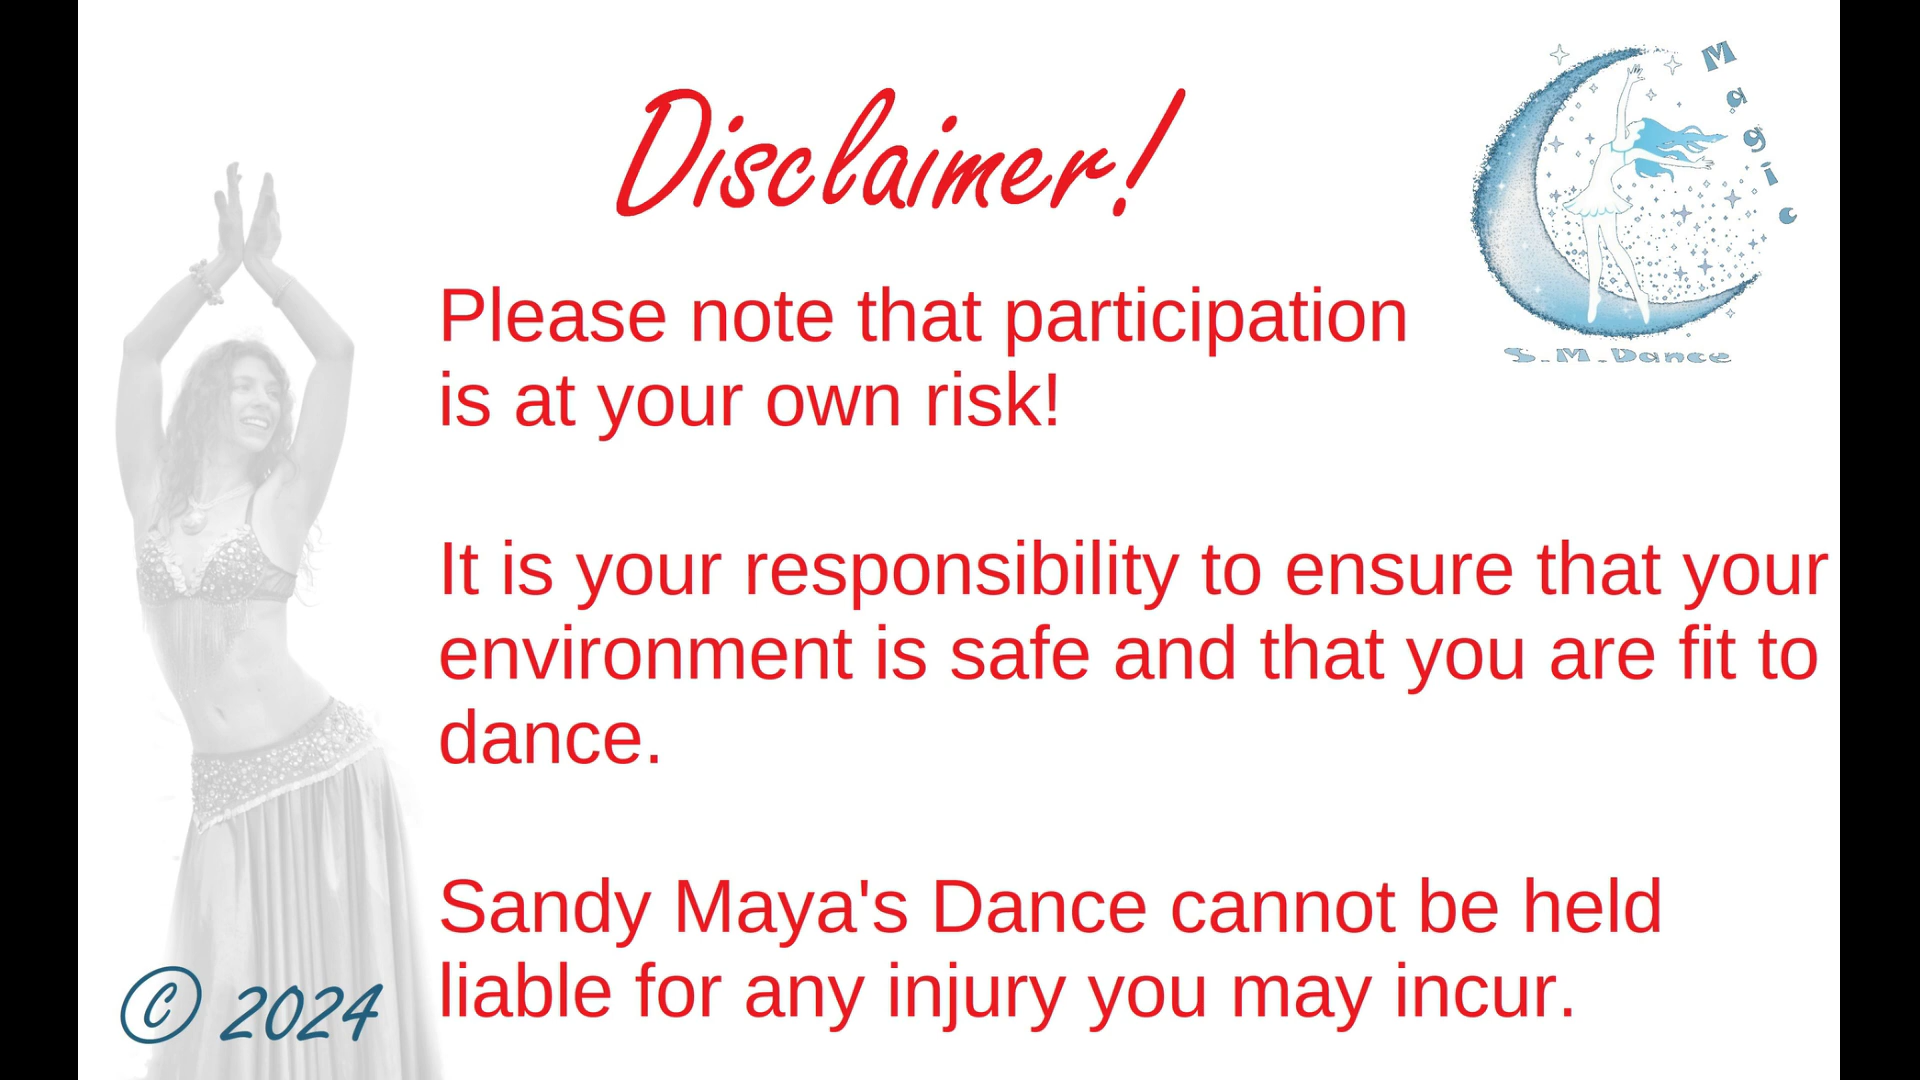 Disclaimer!
Magic
S.M.Dance
Please note that participation
is at your own risk!
It is your responsibility to ensure that your
environment is safe and that you are fit to
dance.
Sandy Maya's Dance cannot be held
liable for any injury you may incur.
© 2024